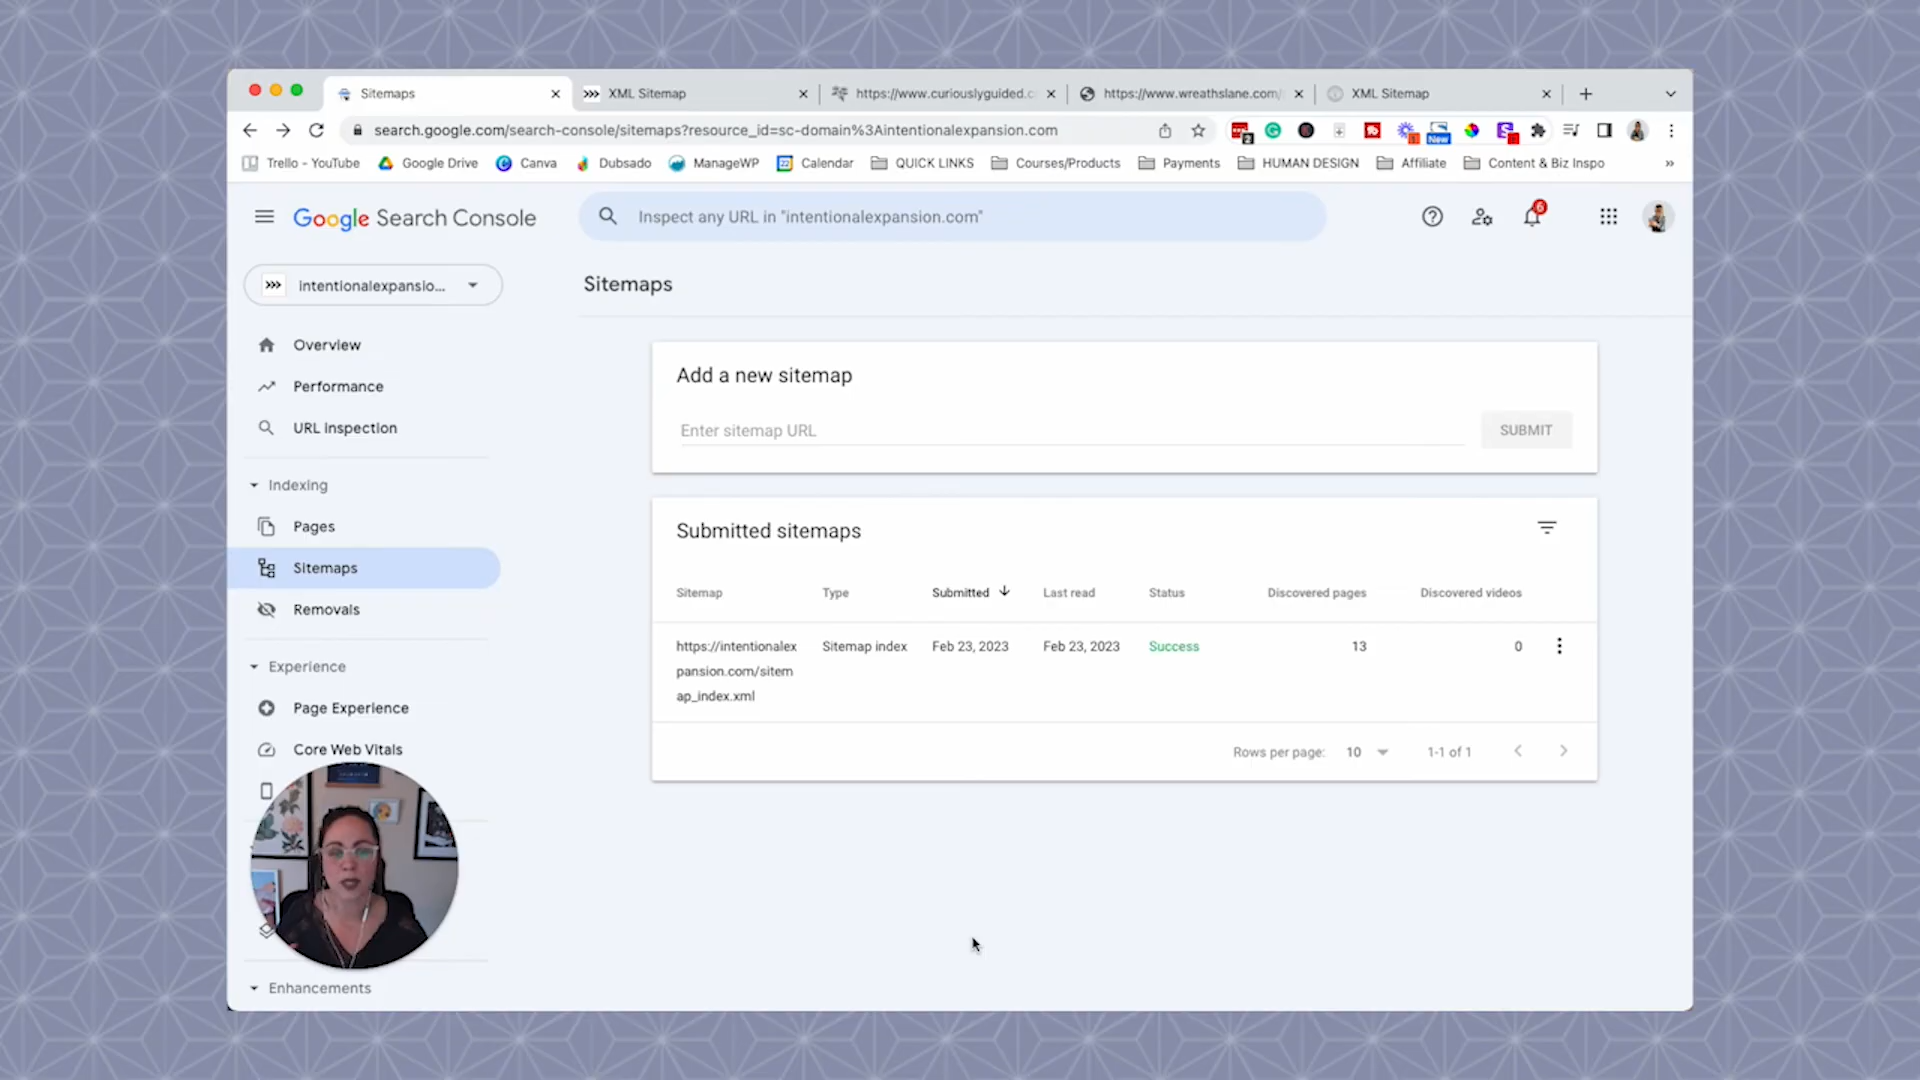 Sitemaps
XML Sitemap
https://www.curiouslyguided.c
https://www.wreathslane.com/
XML Sitemap
search.google.com/search-console/sitemaps?resource_id=sc-domain%3Aintentionalexpansion.com
2
1
New
Trello - YouTube
Google Drive
Canva
Dubsado
22
ManageWP
Calendar
QUICK LINKS
Courses/Products
Payments
HUMAN DESIGN
Affiliate
Content & Biz Inspo
»
Google Search Console
Inspect any URL in "intentionalexpansion.com"
6
intentionalexpansio...
Sitemaps
Overview
Performance
URL inspection
Indexing
Pages
Sitemaps
Removals
Experience
Page Experience
Core Web Vitals
Enhancements
Add a new sitemap
Enter sitemap URL
SUBMIT
Submitted sitemaps
Sitemap Type Submitted Last read Status Discovered pages Discovered videos
https://intentionalex Sitemap index Feb 23, 2023 Feb 23, 2023 Success 13 0
pansion.com/sitem
ap_index.xml
Rows per page: 10 1-1 of 1